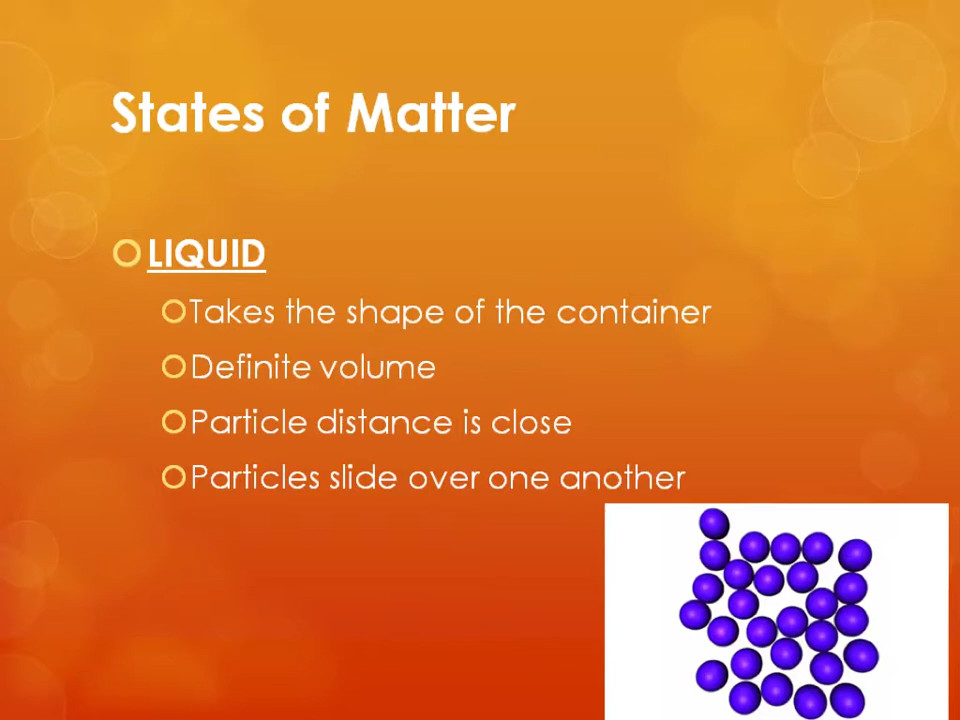 States of Matter
LIQUID
Takes the shape of the container
Definite volume
Particle distance is close
Particles slide over one another